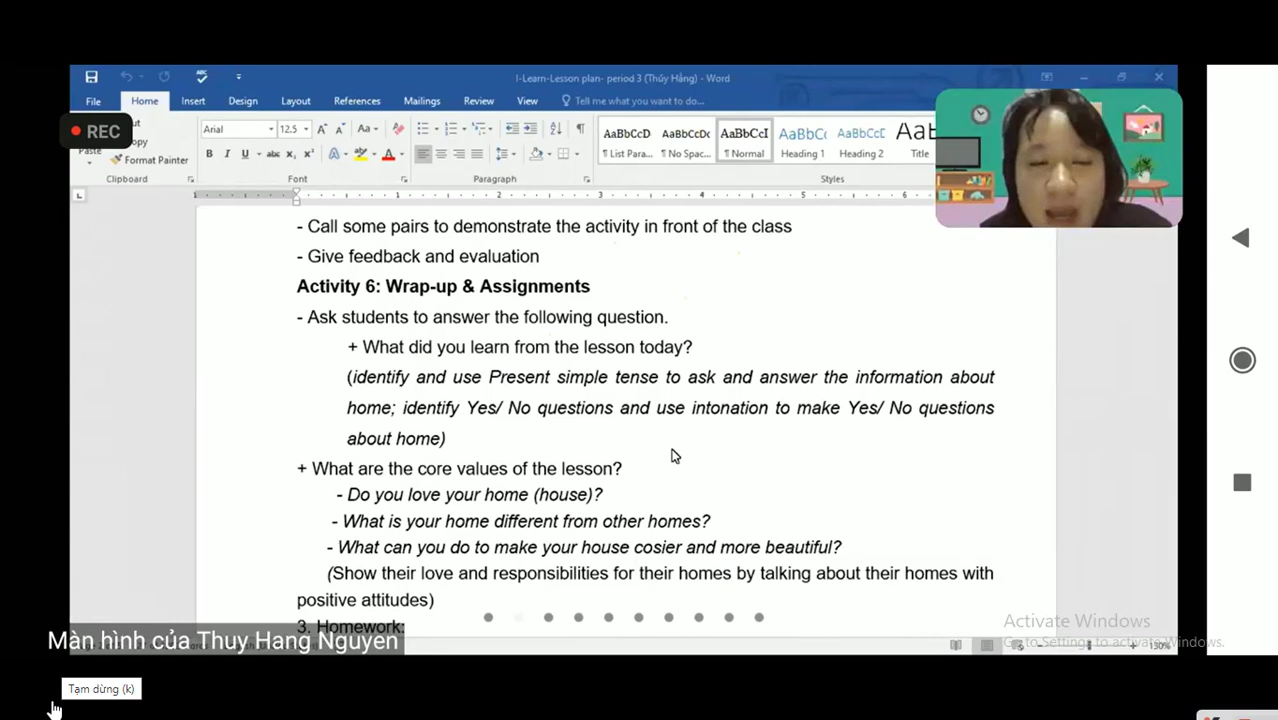 I-Learn-Lesson plan- period 3 (Thúy Hằng) - Word
File Home Insert Design Layout References Mailings Review View Tell me what you want to do...
REC
Paste
Format Painter
Arial 12.5
AaBbCcD AaBbCcDc AaBbCcI AaBbC( AaBbCcD
¶ List Para... ¶ No Spac... ¶ Normal Heading 1 Heading 2 Title
Clipboard Font Paragraph Styles
- Call some pairs to demonstrate the activity in front of the class
- Give feedback and evaluation
Activity 6: Wrap-up & Assignments
- Ask students to answer the following question.
+ What did you learn from the lesson today?
(identify and use Present simple tense to ask and answer the information about
home; identify Yes/ No questions and use intonation to make Yes/ No questions
about home)
+ What are the core values of the lesson?
- Do you love your home (house)?
- What is your home different from other homes?
- What can you do to make your house cosier and more beautiful?
(Show their love and responsibilities for their homes by talking about their homes with
positive attitudes)
3. Homework:
Màn hình của Thuy Hang Nguyen
Activate Windows
Go to Settings to activate Windows.
130%
Tạm dừng (k)